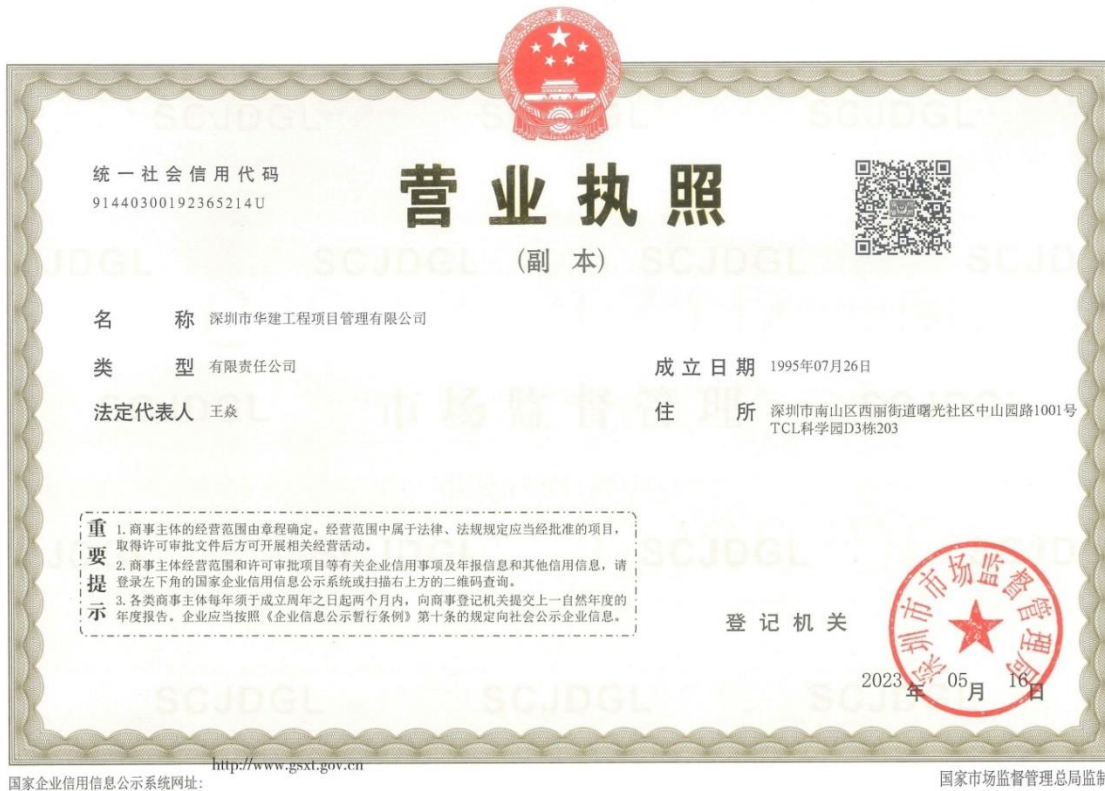 统一社会信用代码
91440300192365214U
营业执照
(副 本)
名 称 深圳市华建工程项目管理有限公司
类 型 有限责任公司
成立日期 1995年07月26日
法定代表人 王焱
住 所 深圳市南山区西丽街道曙光社区中山园路1001号
TCL科学园D3栋203
重要提示
1. 商事主体的经营范围由章程确定。经营范围中属于法律、法规规定应当经批准的项目,
取得许可审批文件后方可开展相关经营活动。
2. 商事主体经营范围和许可审批项目等有关企业信用事项及年报信息和其他信用信息,请
登录左下角的国家企业信用信息公示系统或扫描右上方的二维码查询。
3. 各类商事主体每年须于成立周年之日起两个月内,向商事登记机关提交上一自然年度的
年度报告。企业应当按照《企业信息公示暂行条例》第十条的规定向社会公示企业信息。
登记机关
深圳市市场监督管理局
2023年05月16日
http://www.gsxt.gov.cn
国家企业信用信息公示系统网址:
国家市场监督管理总局监制
SCJDGL
市场监督管理